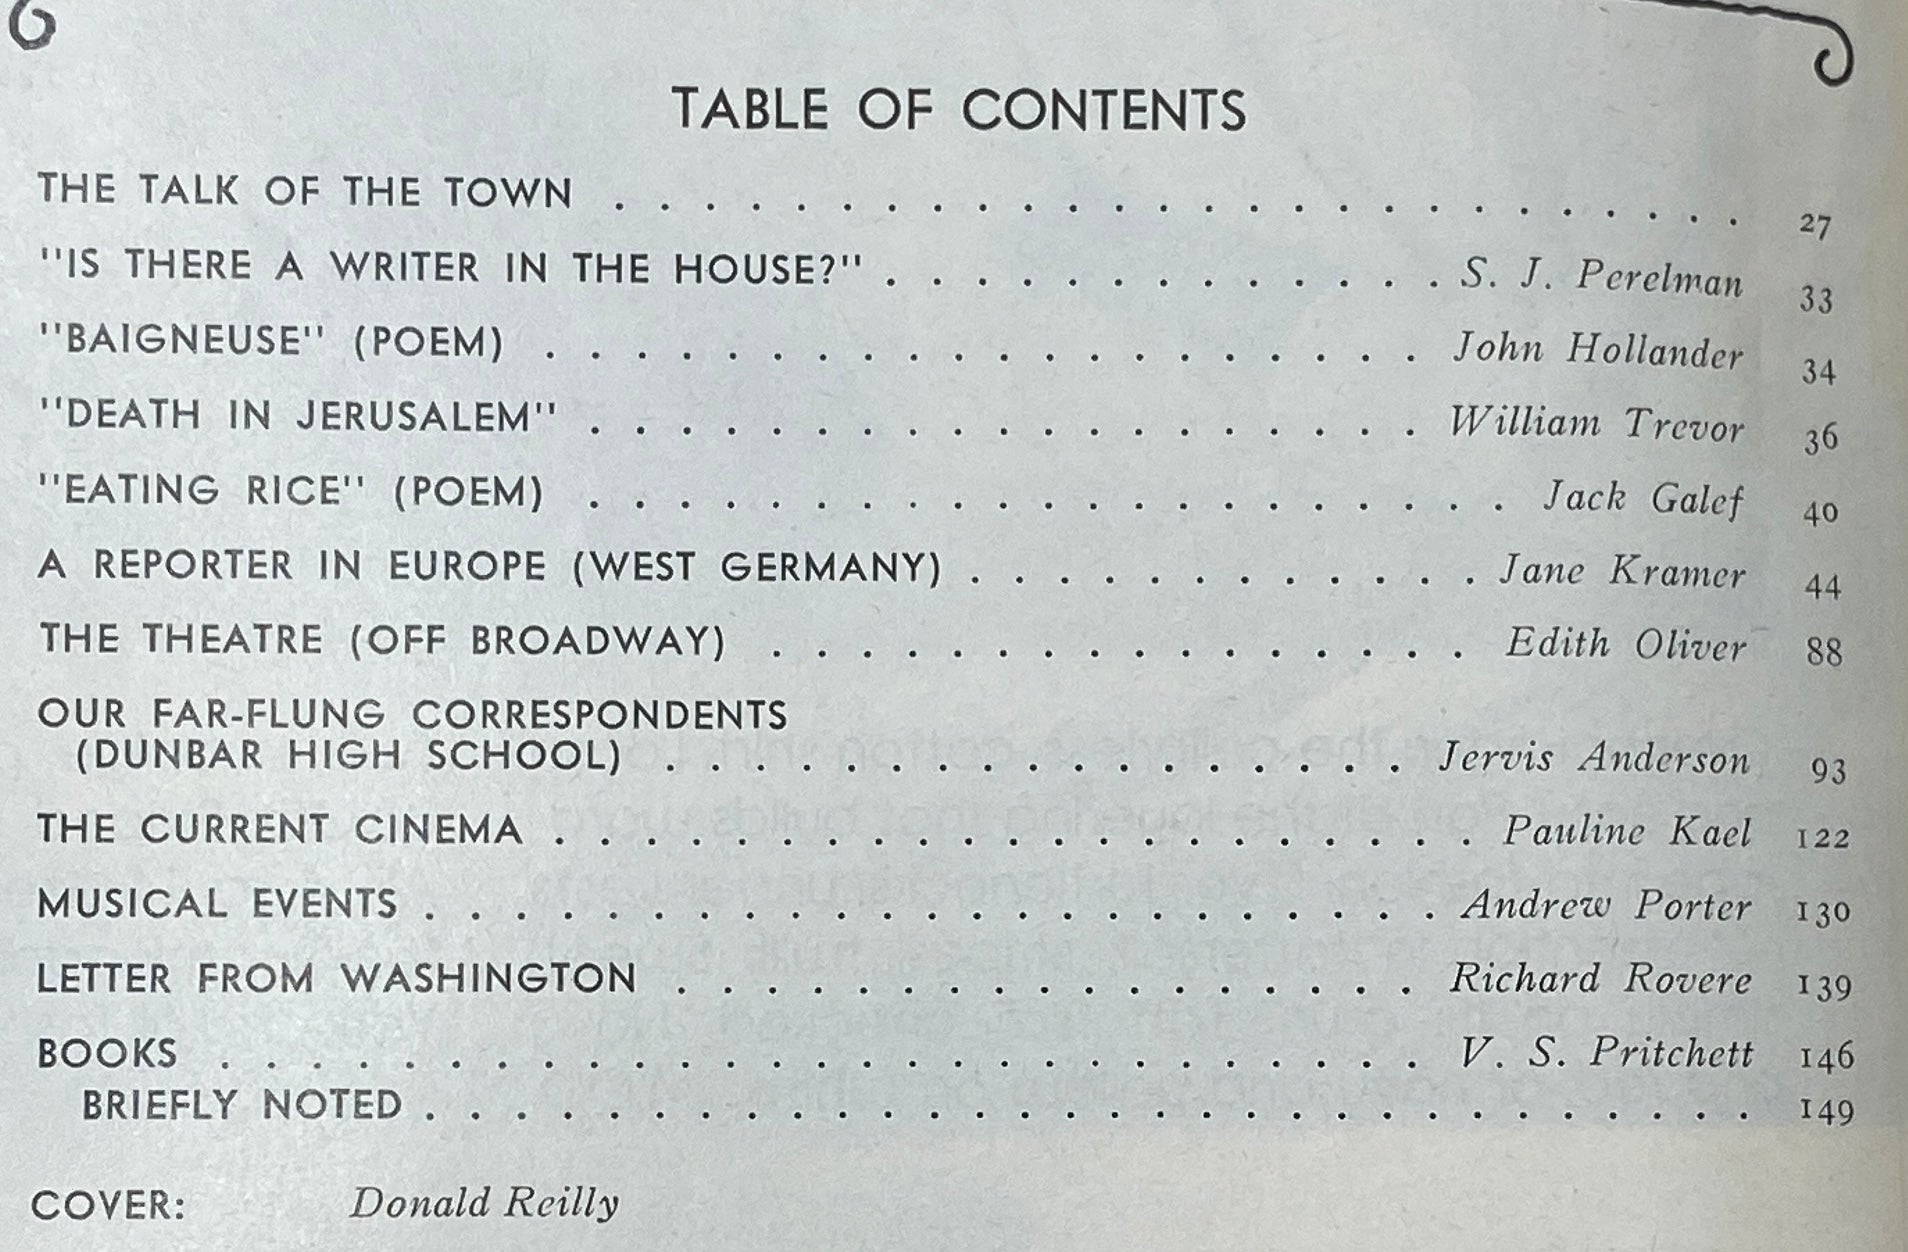 TABLE OF CONTENTS
THE TALK OF THE TOWN . . . . . . . . . . . . . . . . . . . . . . . . . . 27
"IS THERE A WRITER IN THE HOUSE?" . . . . . . . . . . . . . S. J. Perelman 33
"BAIGNEUSE" (POEM) . . . . . . . . . . . . . . . . . . . . John Hollander 34
"DEATH IN JERUSALEM" . . . . . . . . . . . . . . . . . . . William Trevor 36
"EATING RICE" (POEM) . . . . . . . . . . . . . . . . . . . . . Jack Galef 40
A REPORTER IN EUROPE (WEST GERMANY) . . . . . . . . . . . . Jane Kramer 44
THE THEATRE (OFF BROADWAY) . . . . . . . . . . . . . . . . Edith Oliver 88
OUR FAR-FLUNG CORRESPONDENTS
(DUNBAR HIGH SCHOOL) . . . . . . . . . . . . . . . . . Jervis Anderson 93
THE CURRENT CINEMA . . . . . . . . . . . . . . . . . . . . . Pauline Kael 122
MUSICAL EVENTS . . . . . . . . . . . . . . . . . . . . . . . Andrew Porter 130
LETTER FROM WASHINGTON . . . . . . . . . . . . . . . . . Richard Rovere 139
BOOKS . . . . . . . . . . . . . . . . . . . . . . . . . . . V. S. Pritchett 146
BRIEFLY NOTED . . . . . . . . . . . . . . . . . . . . . . . . . . . . . . 149
COVER: Donald Reilly